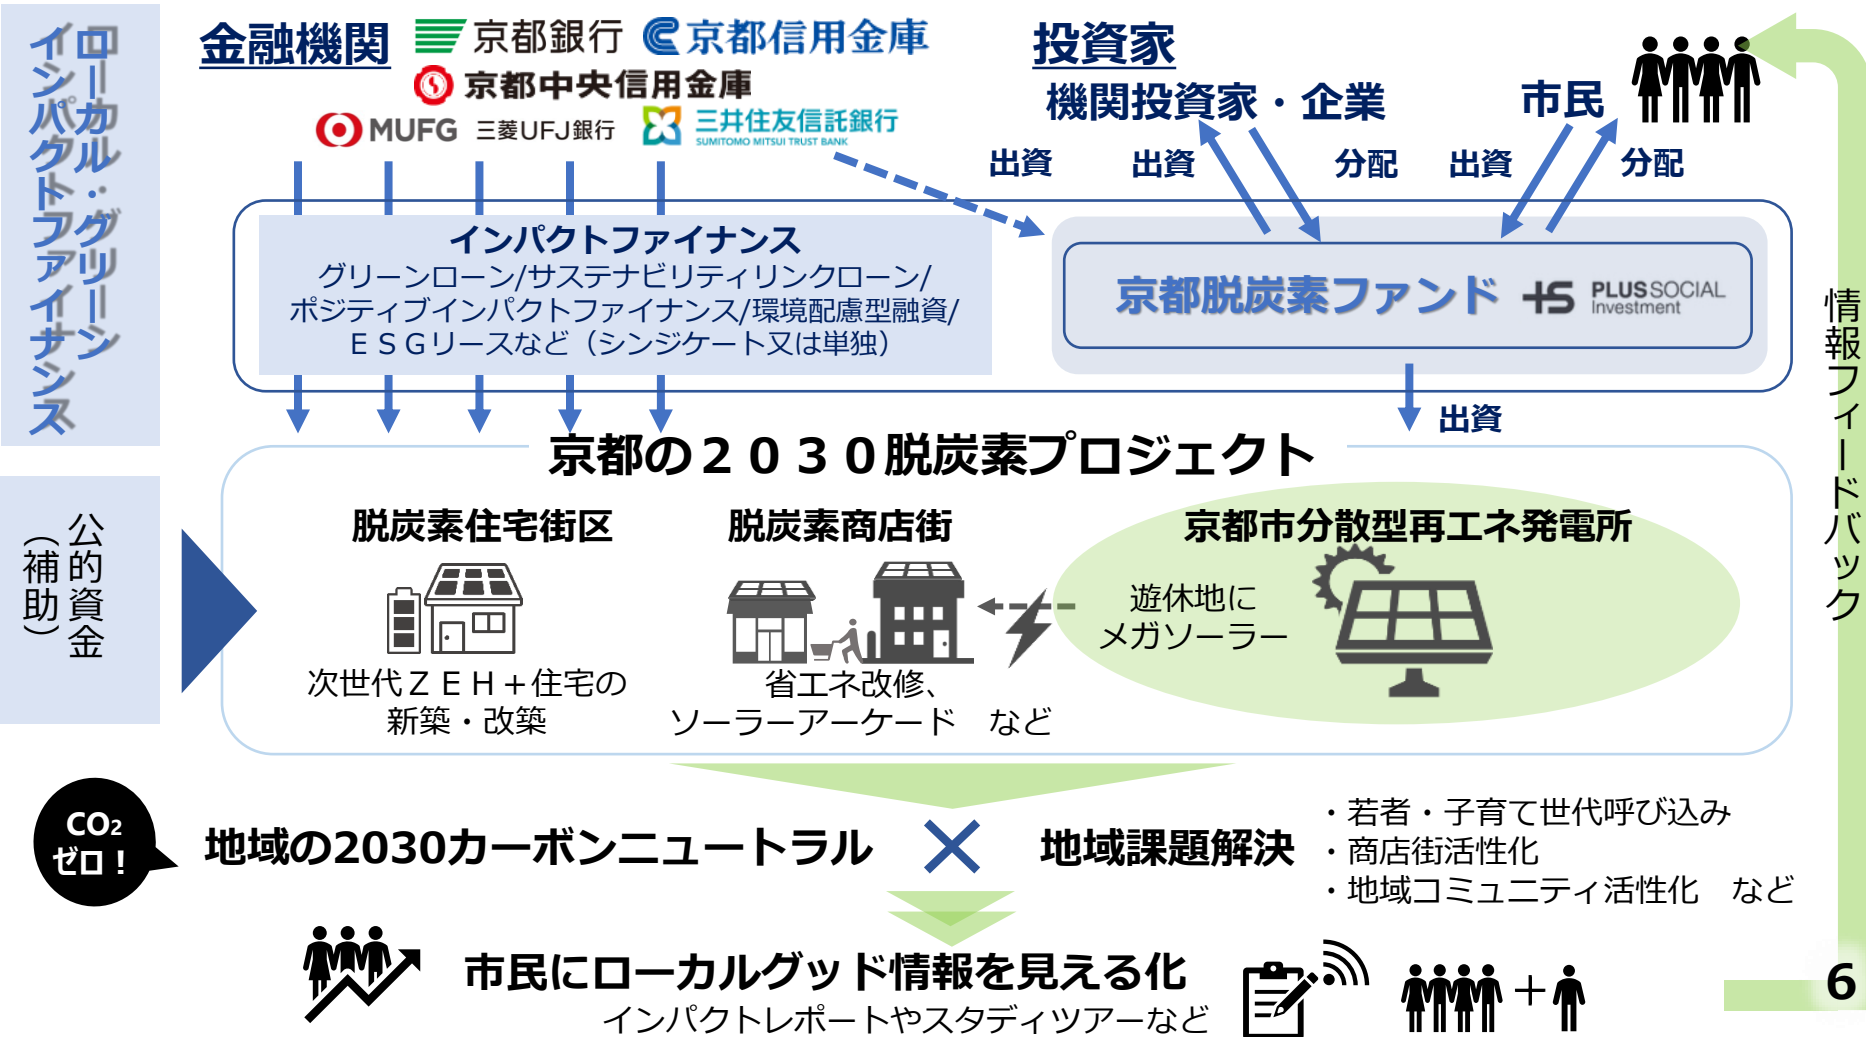 ローカル・グリーン
インパクトファイナンス
金融機関
京都銀行
京都信用金庫
京都中央信用金庫
MUFG 三菱UFJ銀行
三井住友信託銀行
SUMITOMO MITSUI TRUST BANK
投資家
機関投資家・企業
市民
出資
出資
分配
出資
分配
インパクトファイナンス
グリーンローン/サステナビリティリンクローン/
ポジティブインパクトファイナンス/環境配慮型融資/
ＥＳＧリースなど（シンジケート又は単独）
京都脱炭素ファンド
+S PLUS SOCIAL
Investment
出資
情報フィードバック
公的資金
（補助）
京都の２０３０脱炭素プロジェクト
脱炭素住宅街区
次世代ＺＥＨ＋住宅の
新築・改築
脱炭素商店街
省エネ改修、
ソーラーアーケード　など
京都市分散型再エネ発電所
遊休地に
メガソーラー
CO₂
ゼロ！
地域の2030カーボンニュートラル
×
地域課題解決
・若者・子育て世代呼び込み
・商店街活性化
・地域コミュニティ活性化　など
市民にローカルグッド情報を見える化
インパクトレポートやスタディツアーなど
＋
6